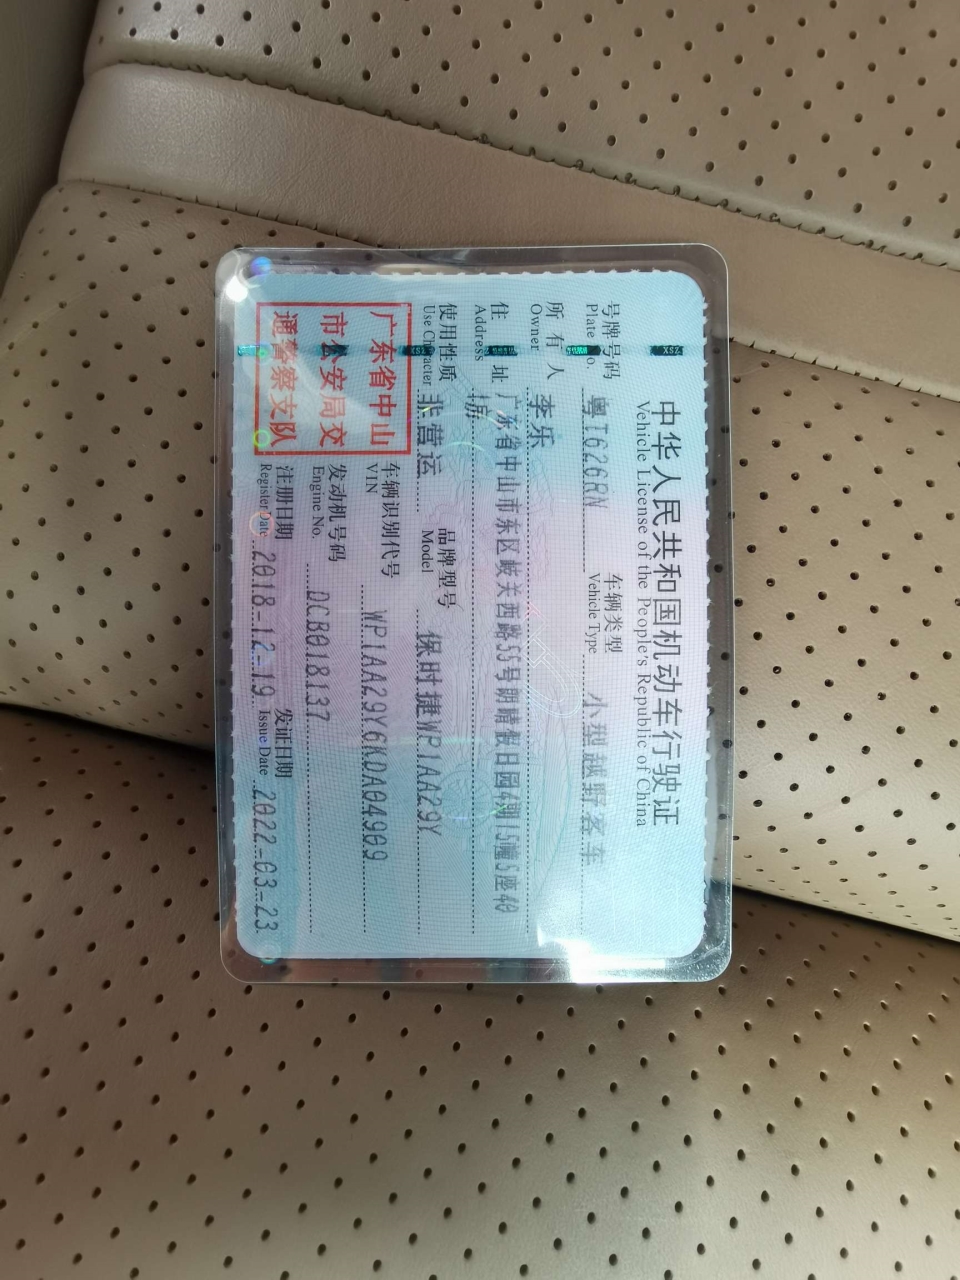 中华人民共和国机动车行驶证
Vehicle License of the People's Republic of China
号牌号码 粤T626RN 车辆类型 小型越野客车
Plate No. Vehicle Type
所有人 李乐
Owner
住址 广东省中山市东区岐关西路55号朗晴假日园4期15幢5座40
Address 房
使用性质 非营运 品牌型号 保时捷WP1AA29Y
Use Character Model
广东省中山
市公安局交
通警察支队
车辆识别代号 WP1AA29Y6KDA04909
VIN
发动机号码 DCB018137
Engine No.
注册日期 2018-12-19 发证日期 2022-03-23
Register Date Issue Date